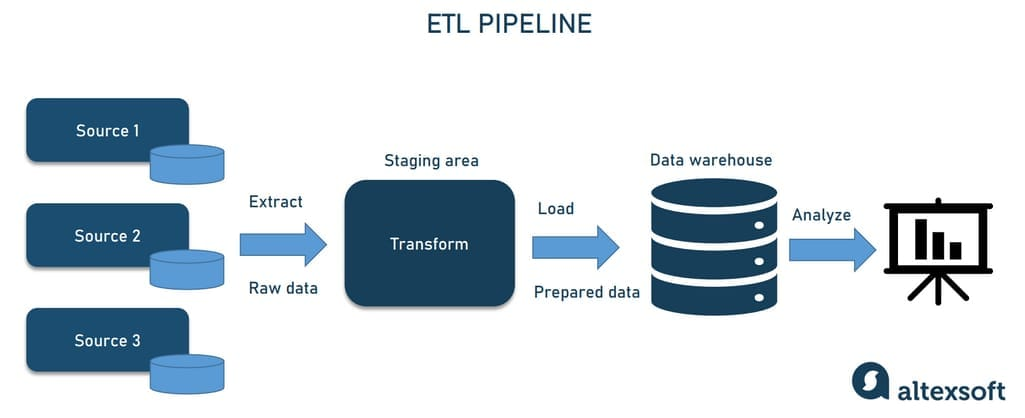 ETL PIPELINE
Source 1
Source 2
Source 3
Extract
Raw data
Staging area
Transform
Load
Prepared data
Data warehouse
Analyze
altexsoft